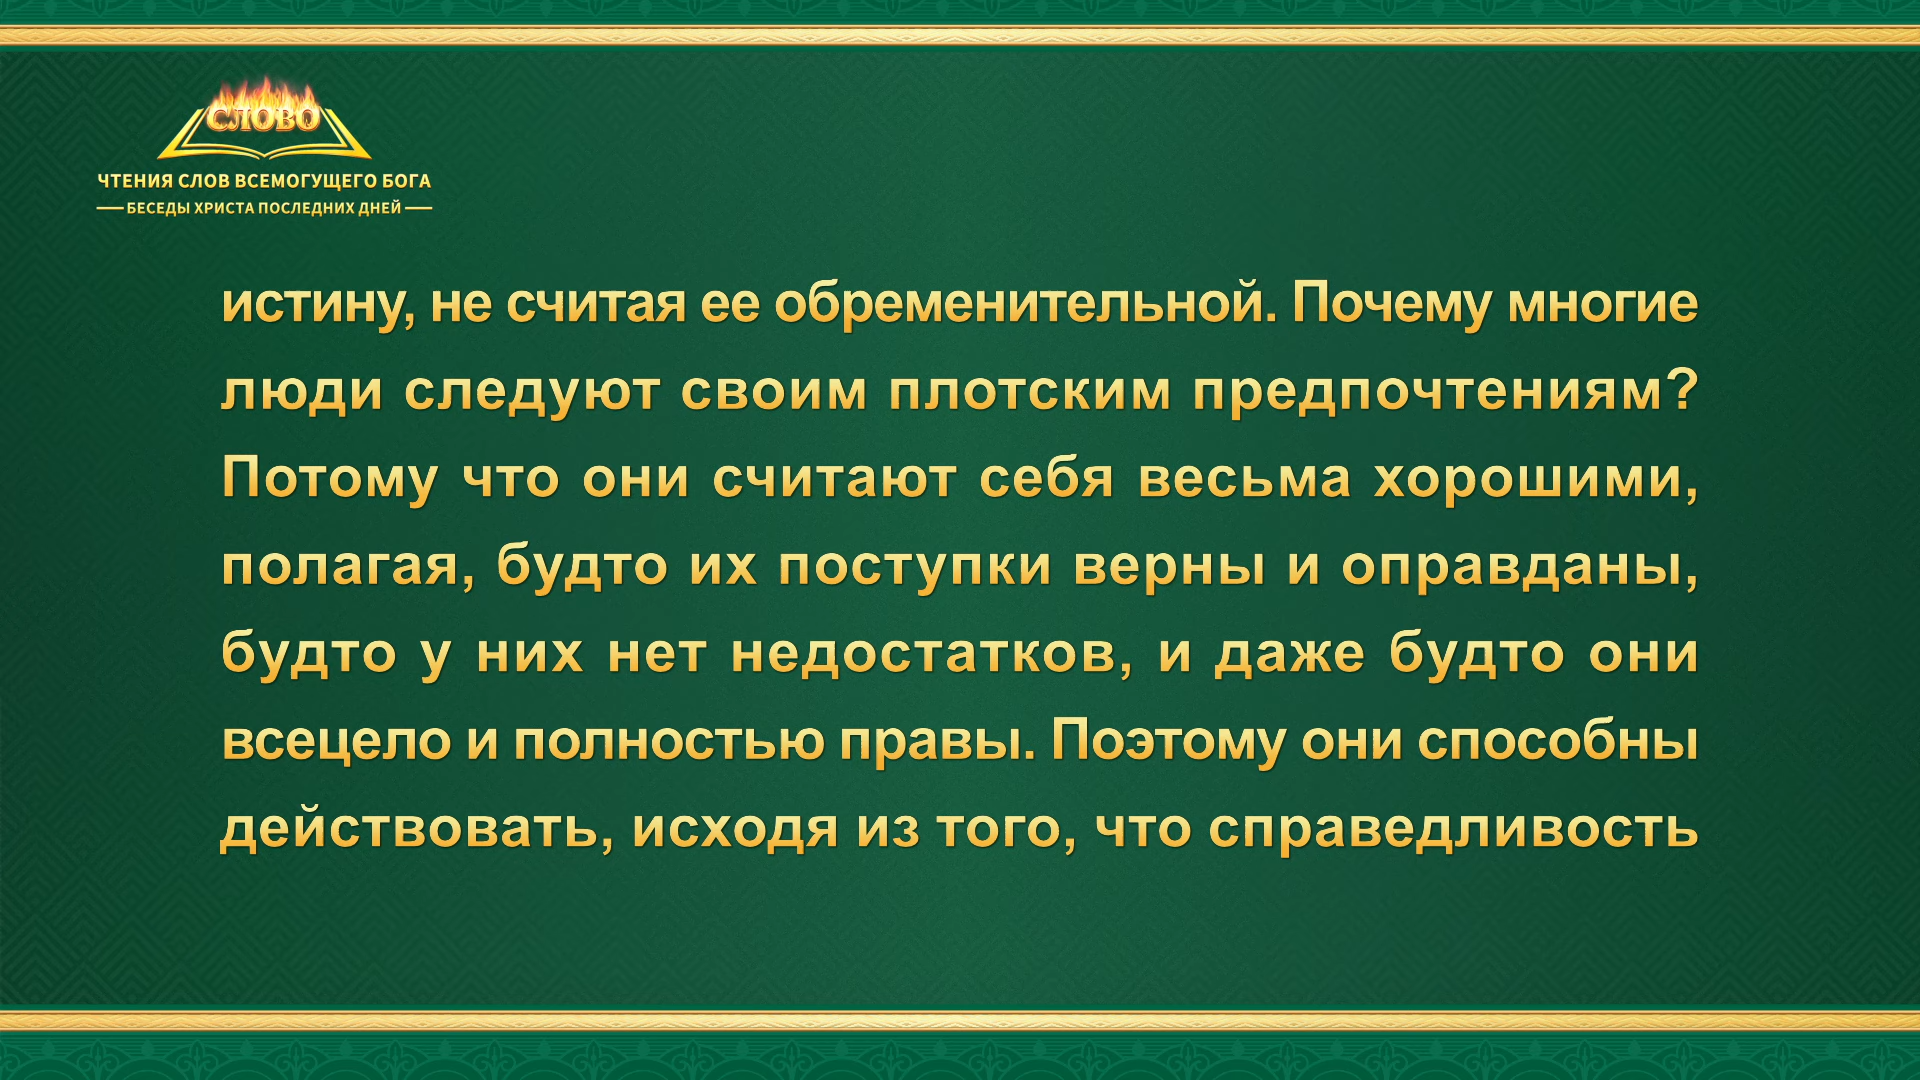 СЛОВО
ЧТЕНИЯ СЛОВ ВСЕМОГУЩЕГО БОГА
БЕСЕДЫ ХРИСТА ПОСЛЕДНИХ ДНЕЙ
истину, не считая ее обременительной. Почему многие
люди следуют своим плотским предпочтениям?
Потому что они считают себя весьма хорошими,
полагая, будто их поступки верны и оправданы,
будто у них нет недостатков, и даже будто они
всецело и полностью правы. Поэтому они способны
действовать, исходя из того, что справедливость